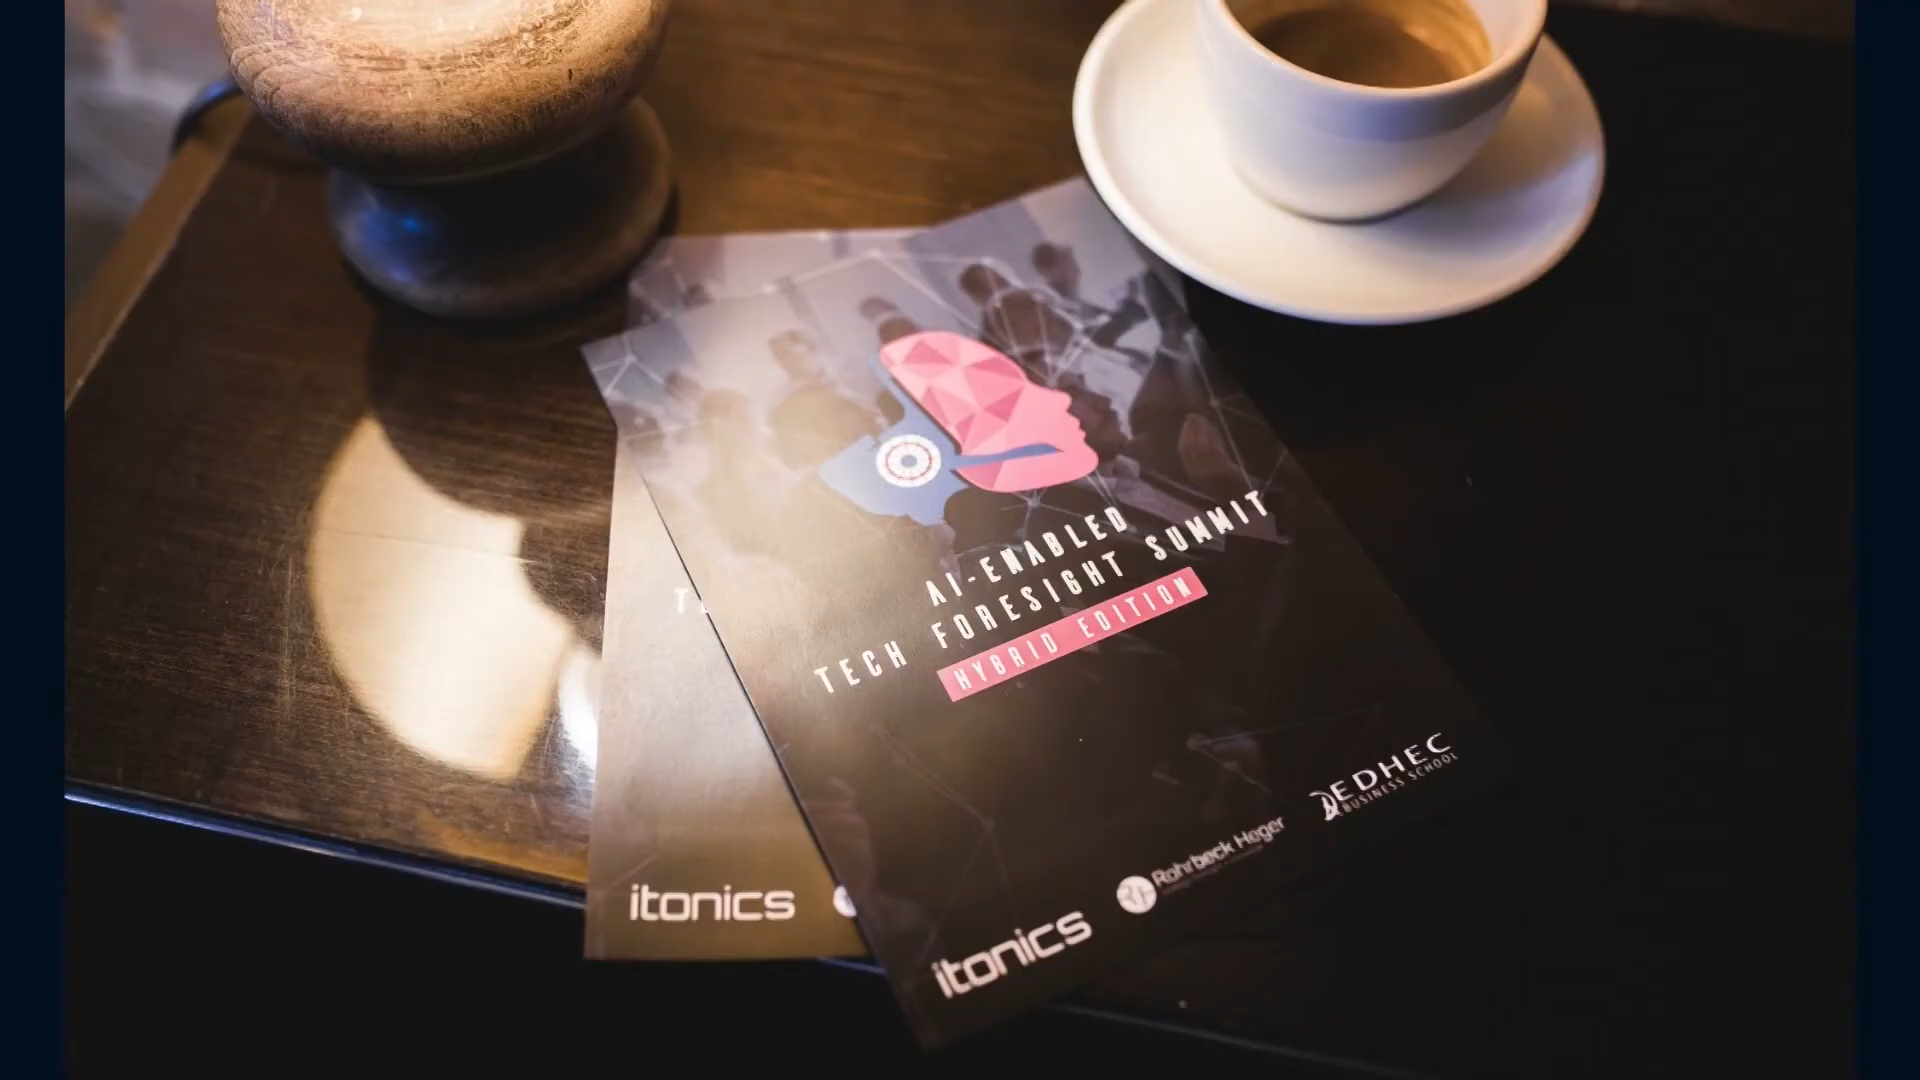 AI-ENABLED
TECH FORESIGHT SUMMIT
HYBRID EDITION
EDHEC
BUSINESS SCHOOL
Rohrbeck Heger
itonics
T
itonics